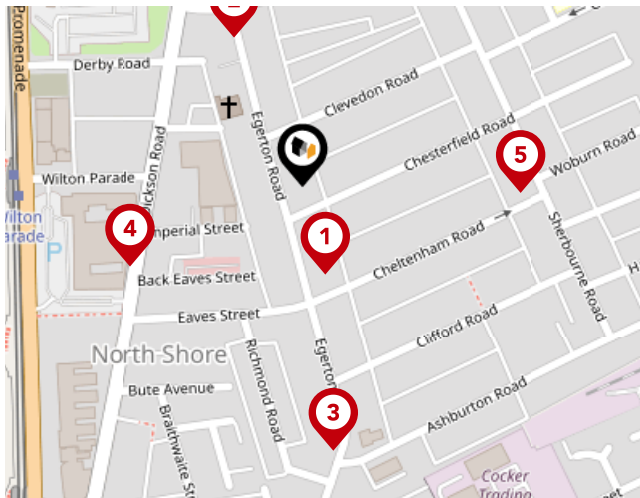 Promenade
Derby Road
Clevedon Road
Egerton Road
Chesterfield Road
5
Woburn Road
Dickson Road
Wilton Parade
Wilton
Parade
P
4
Imperial Street
1
Cheltenham Road
Sherbourne Road
Back Eaves Street
Eaves Street
Clifford Road
North Shore
Richmond Road
Egerton
Bute Avenue
3
Ashburton Road
Braithwaite
Cocker
Trading